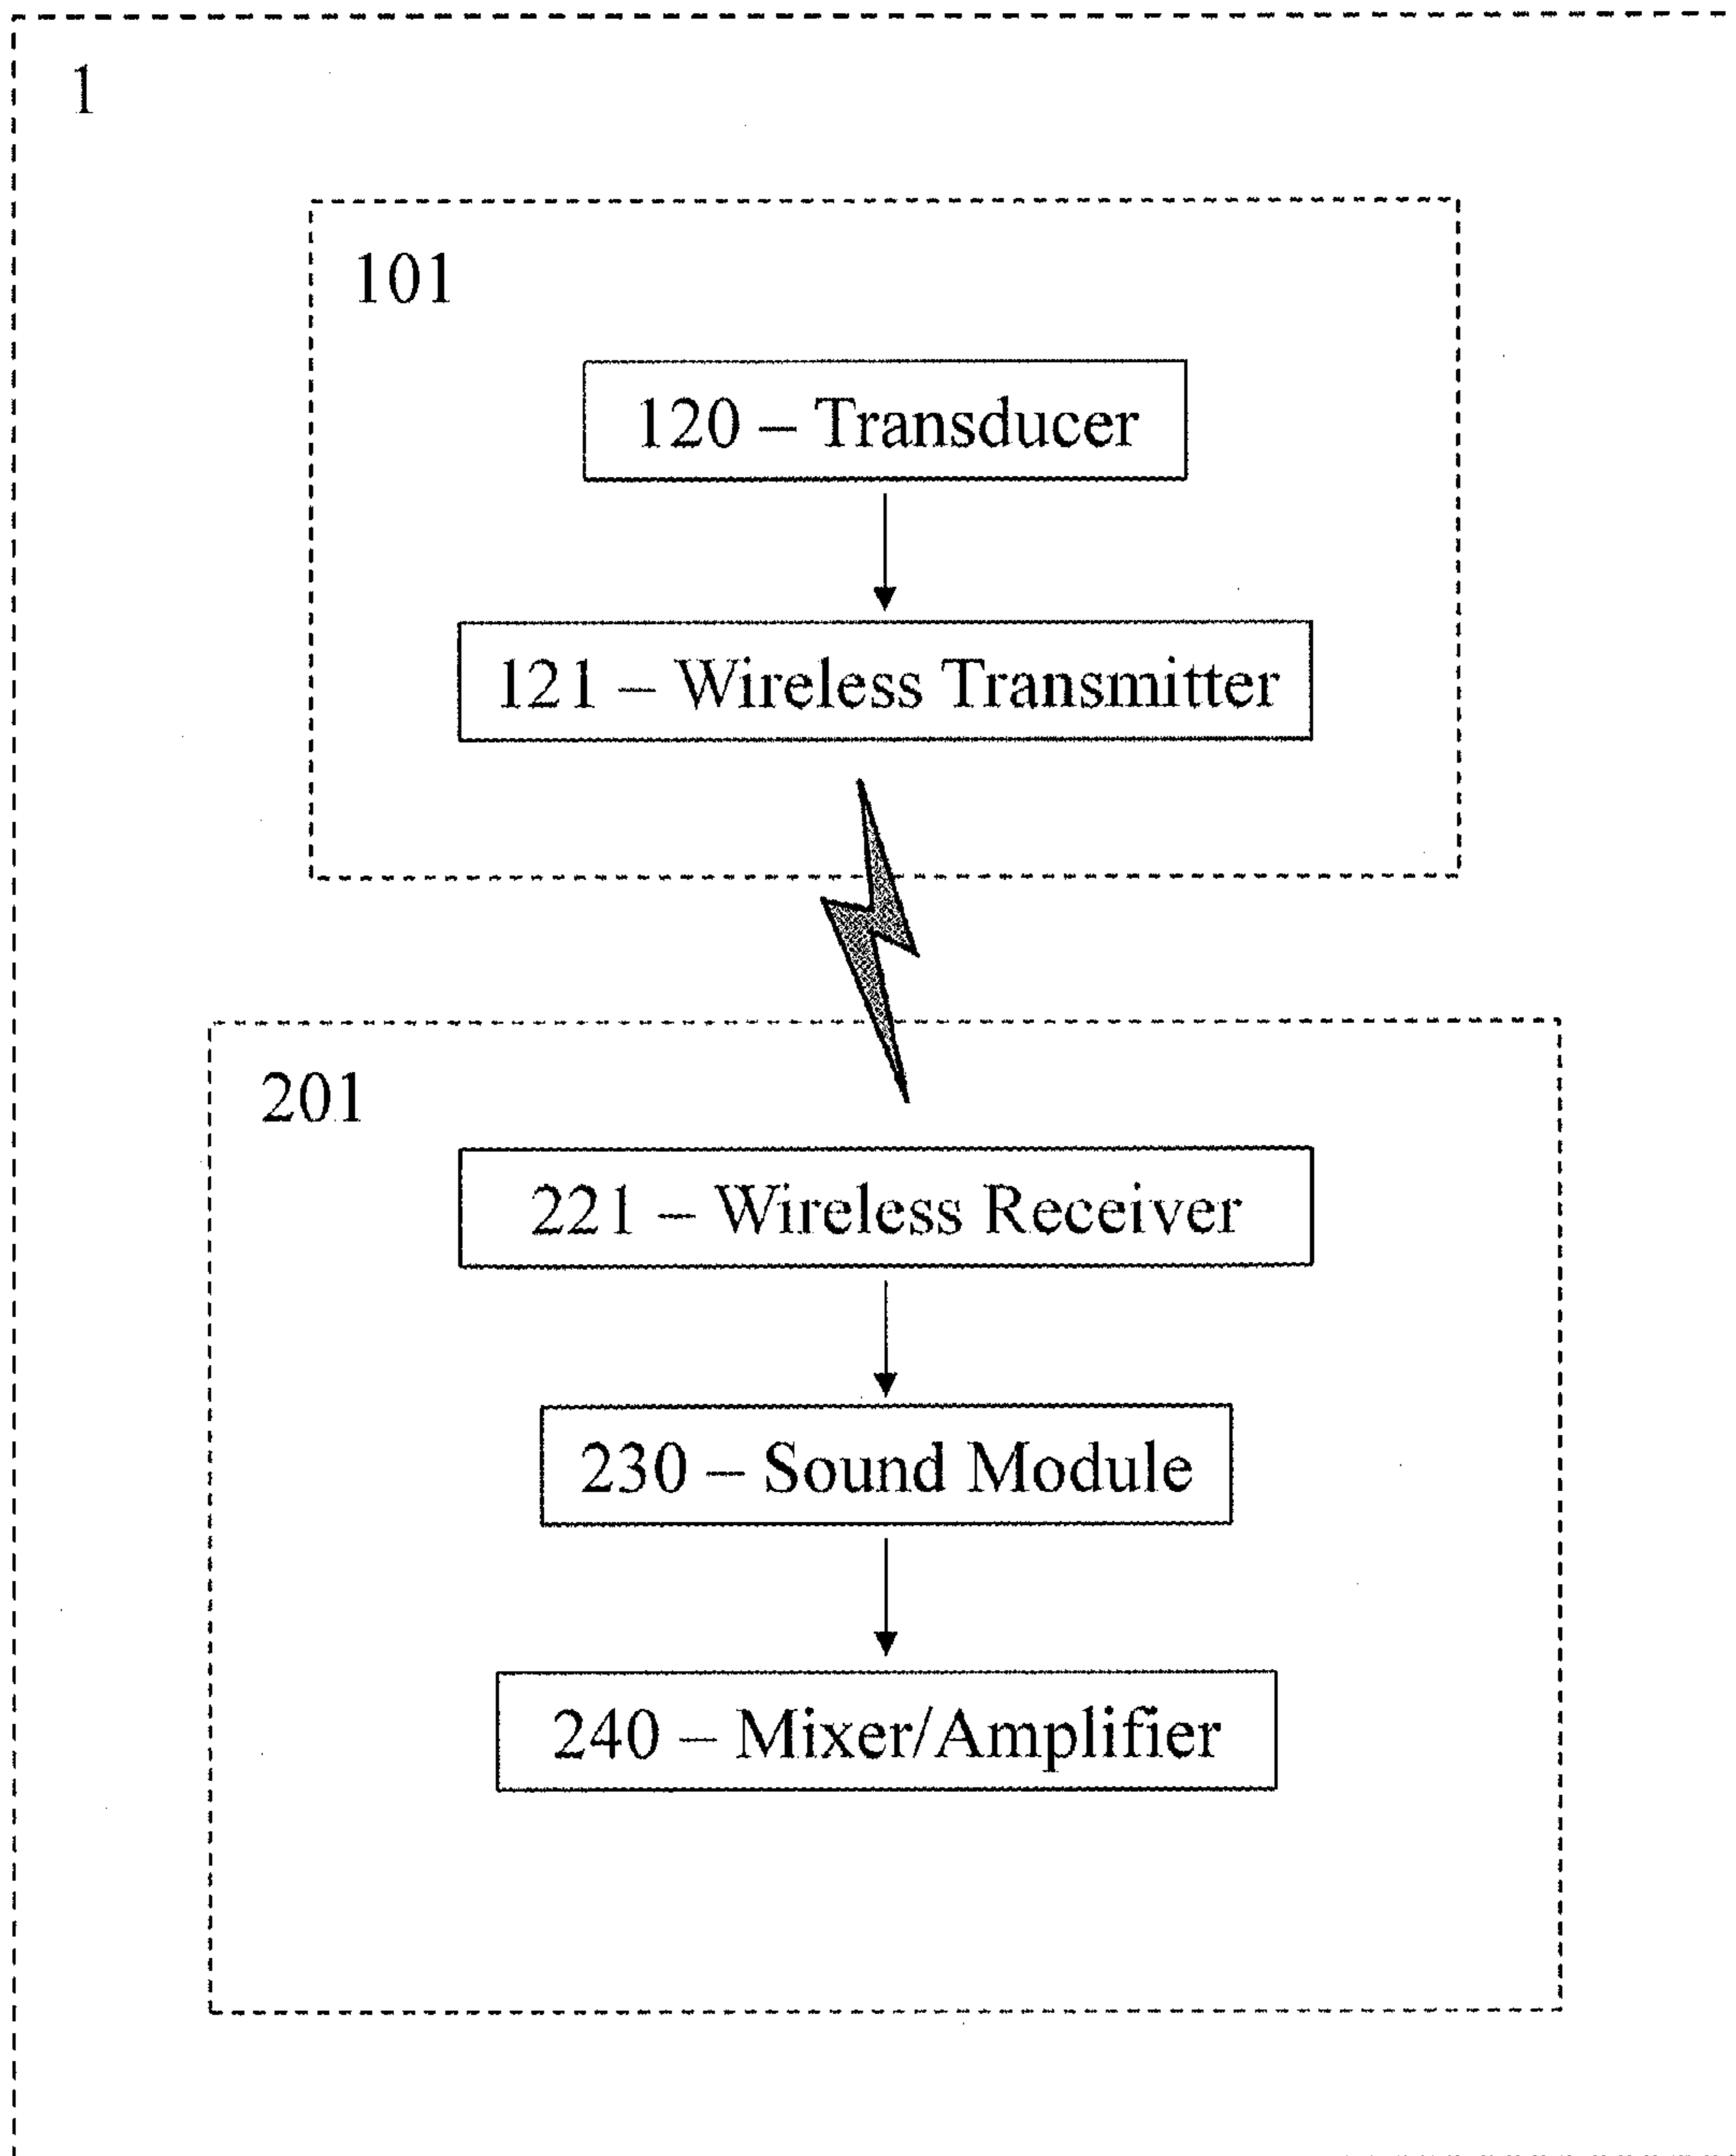 1
101
120 – Transducer
121 – Wireless Transmitter
201
221 – Wireless Receiver
230 – Sound Module
240 – Mixer/Amplifier